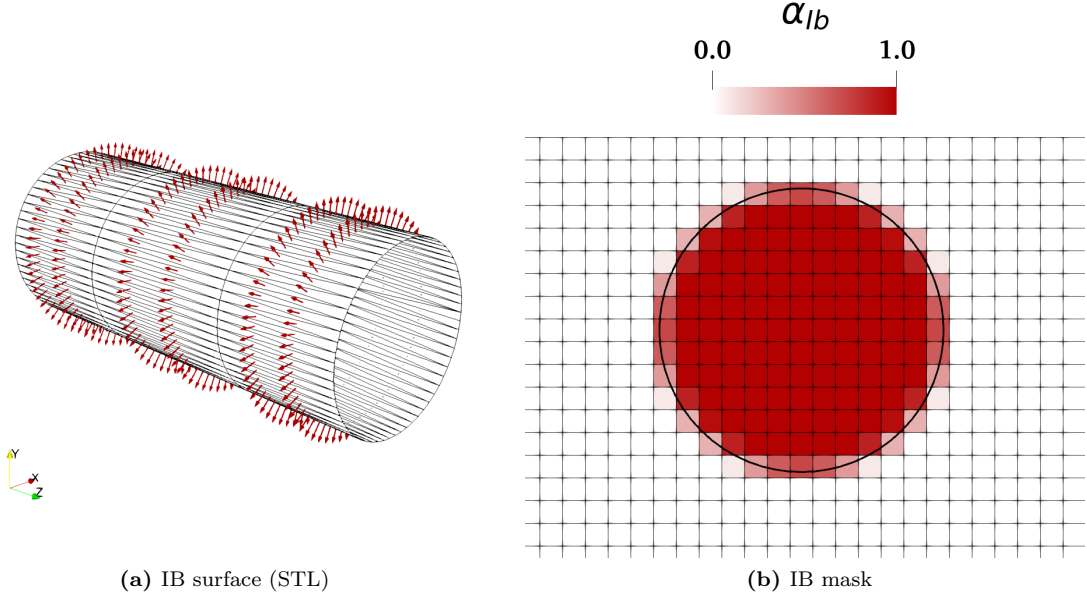 α_Ib
0.0 1.0
Y
X
Z
(a) IB surface (STL)
(b) IB mask